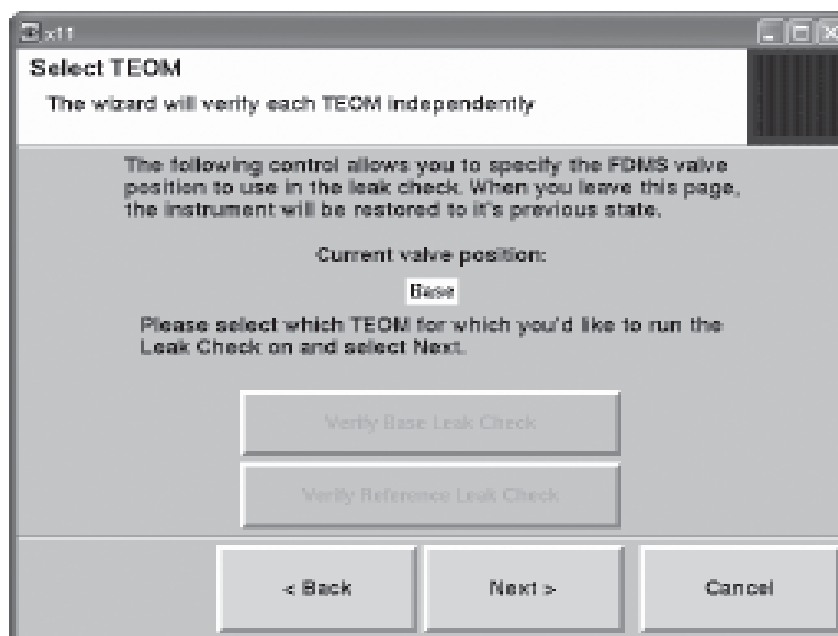 x11
Select TEOM
The wizard will verify each TEOM independently
The following control allows you to specify the FDMS valve
position to use in the leak check. When you leave this page,
the instrument will be restored to it's previous state.
Current valve position:
Base
Please select which TEOM for which you'd like to run the
Leak Check on and select Next.
Verify Base Leak Check
Verify Reference Leak Check
< Back
Next >
Cancel